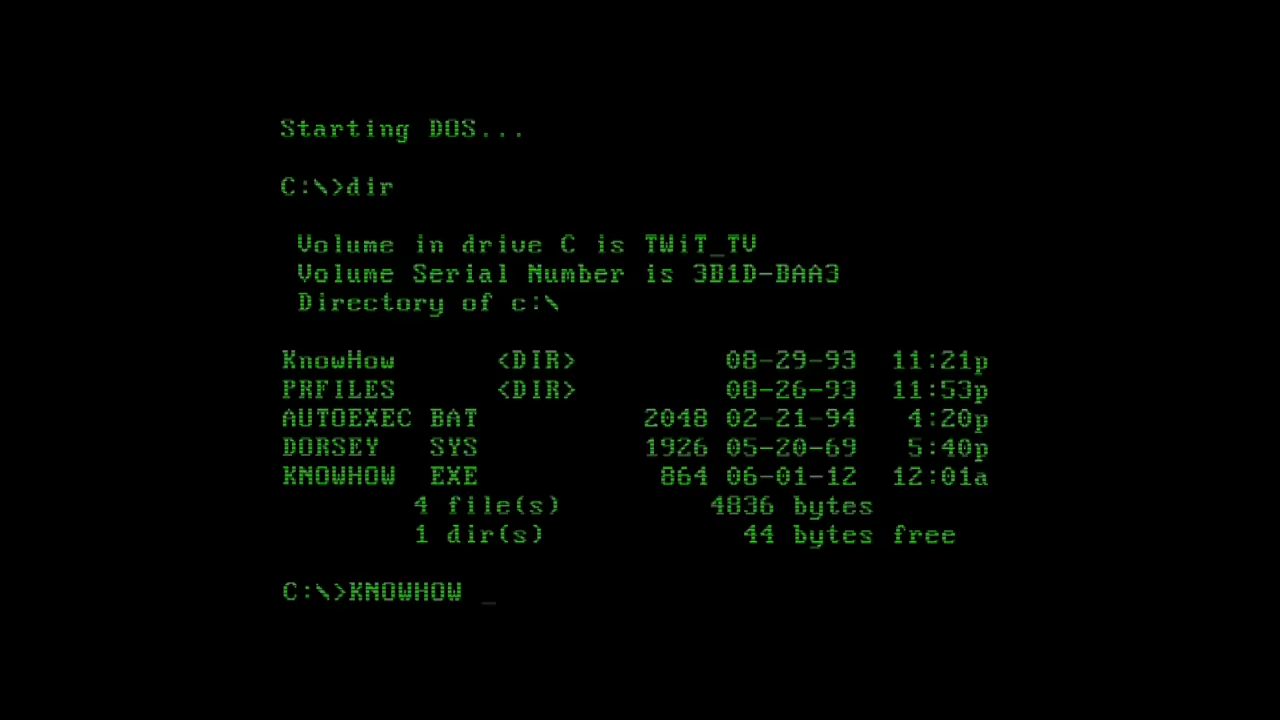 Starting DOS...
C:\>dir
Volume in drive C is TWiT_TV
Volume Serial Number is 3B1D-BAA3
Directory of c:\
KnowHow <DIR> 08-29-93 11:21p
PRFILES <DIR> 08-26-93 11:53p
AUTOEXEC BAT 2048 02-21-94 4:20p
DORSEY SYS 1926 05-20-69 5:40p
KNOWHOW EXE 864 06-01-12 12:01a
4 file(s) 4836 bytes
1 dir(s) 44 bytes free
C:\>KNOWHOW _